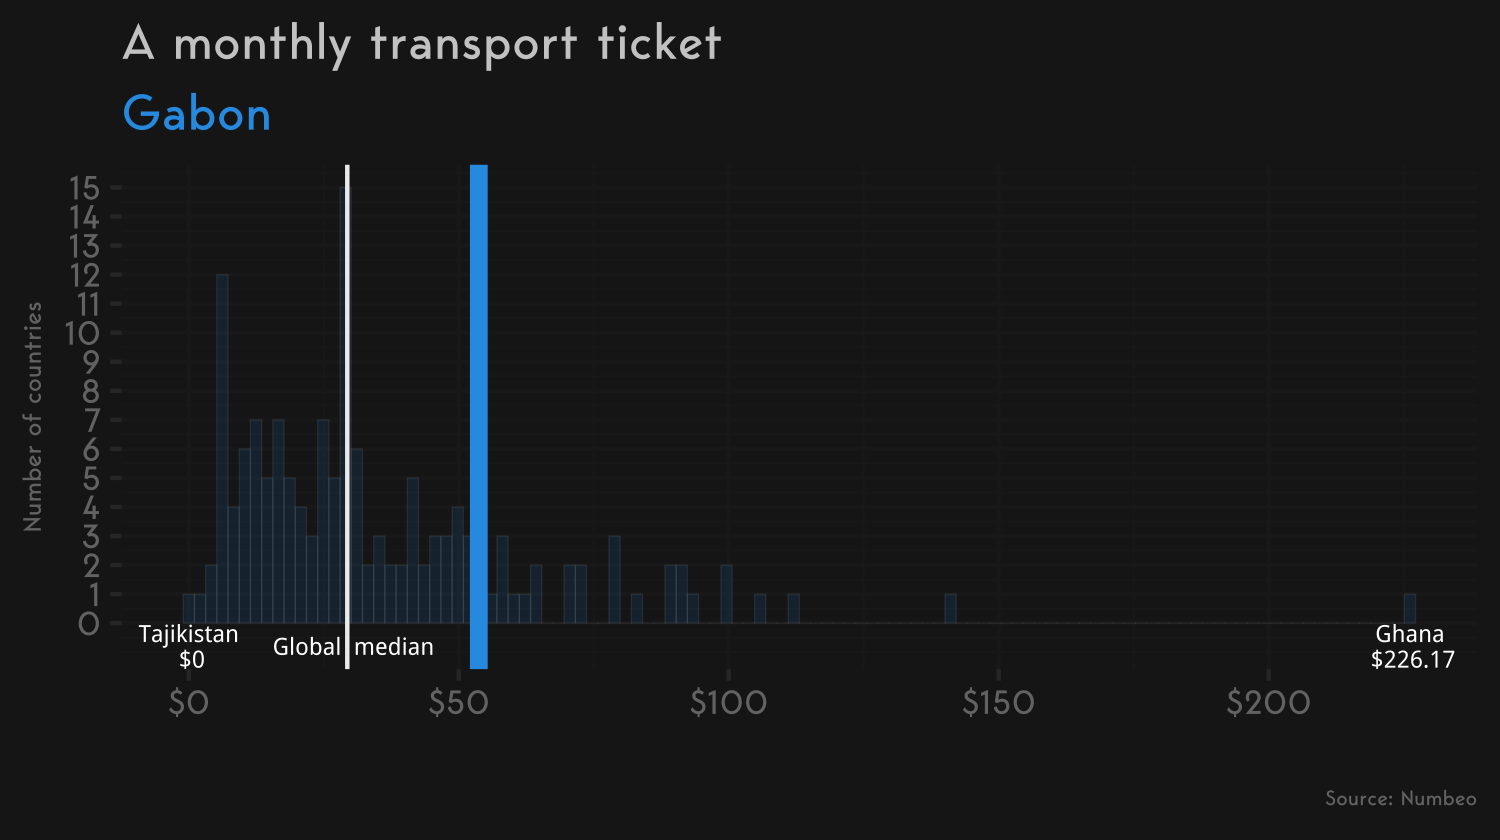 A monthly transport ticket
Gabon
Number of countries
15
14
13
12
11
10
9
8
7
6
5
4
3
2
1
0
Tajikistan
$0
Global median
Ghana
$226.17
$0 $50 $100 $150 $200
Source: Numbeo